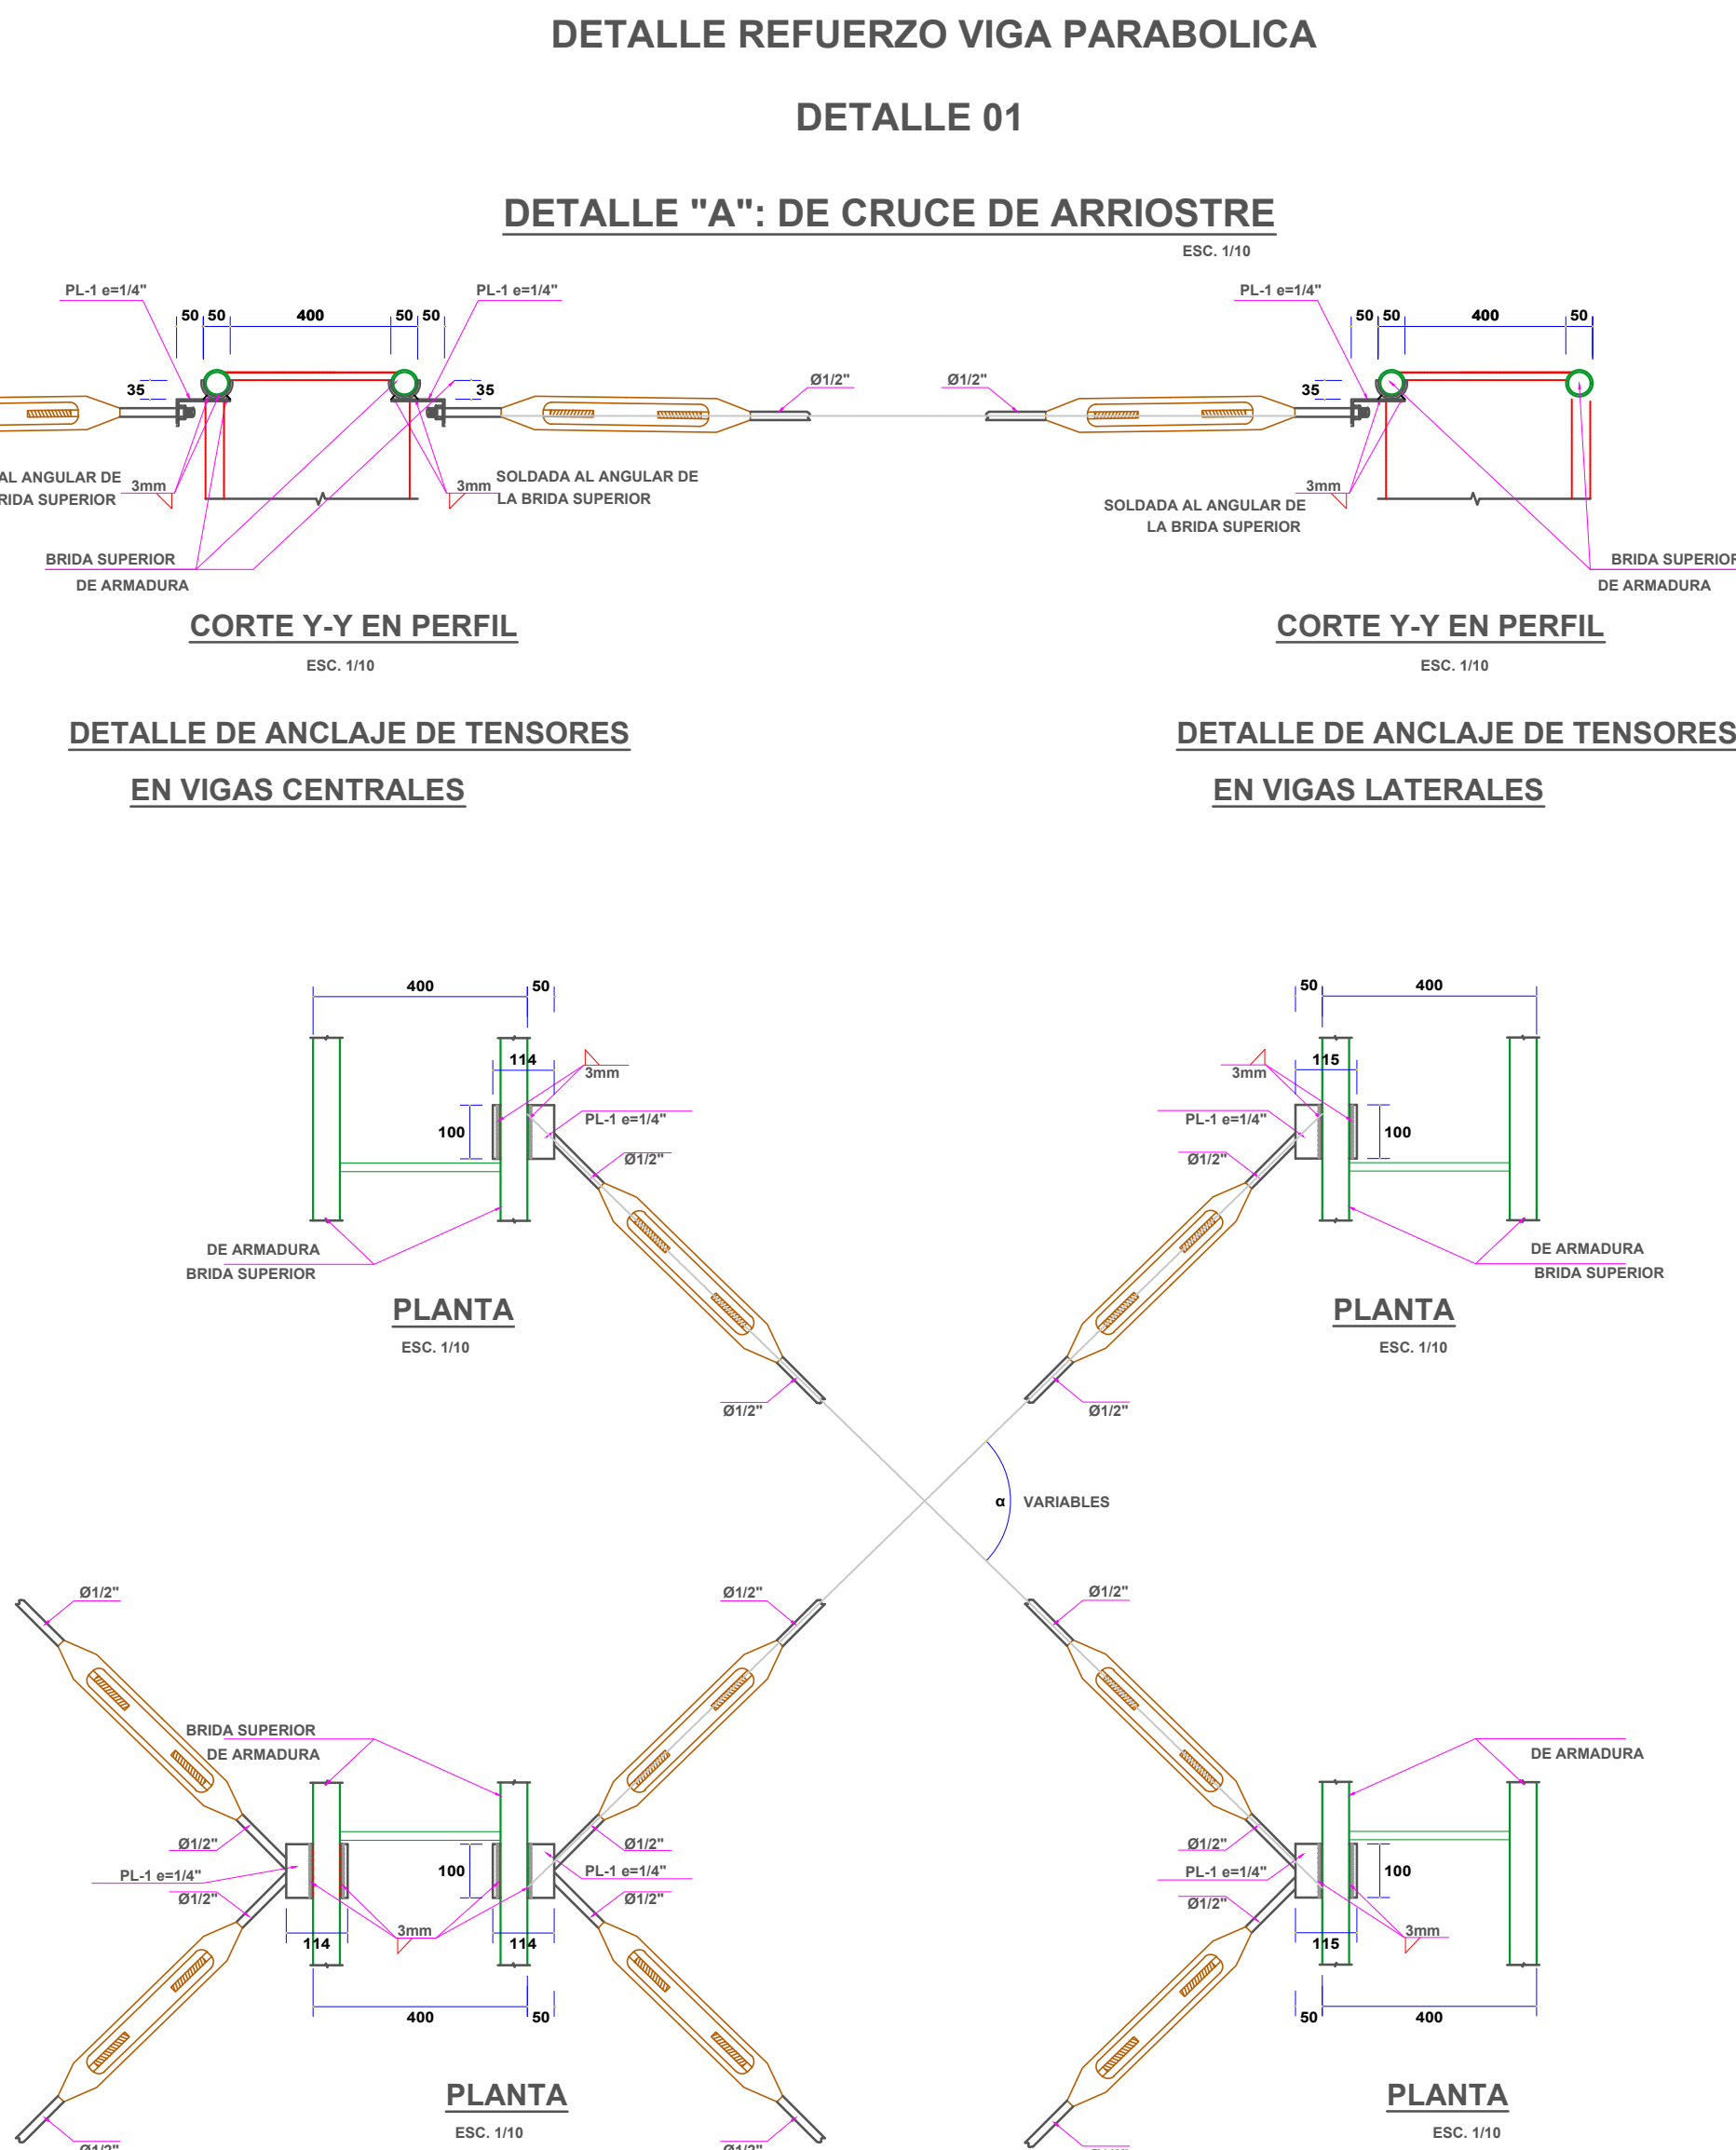 DETALLE REFUERZO VIGA PARABOLICA
DETALLE 01
DETALLE "A": DE CRUCE DE ARRIOSTRE
ESC. 1/10
PL-1 e=1/4"
PL-1 e=1/4"
PL-1 e=1/4"
50 50 400 50 50
50 50 400 50
35
35
Ø1/2"
Ø1/2"
35
AL ANGULAR DE
RIDA SUPERIOR
3mm
3mm
SOLDADA AL ANGULAR DE
LA BRIDA SUPERIOR
SOLDADA AL ANGULAR DE
LA BRIDA SUPERIOR
3mm
BRIDA SUPERIOR
DE ARMADURA
BRIDA SUPERIOR
DE ARMADURA
CORTE Y-Y EN PERFIL
ESC. 1/10
CORTE Y-Y EN PERFIL
ESC. 1/10
DETALLE DE ANCLAJE DE TENSORES
EN VIGAS CENTRALES
DETALLE DE ANCLAJE DE TENSORES
EN VIGAS LATERALES
400 50
50 400
114
3mm
115
3mm
100
PL-1 e=1/4"
PL-1 e=1/4"
100
Ø1/2"
Ø1/2"
DE ARMADURA
BRIDA SUPERIOR
DE ARMADURA
BRIDA SUPERIOR
PLANTA
ESC. 1/10
PLANTA
ESC. 1/10
Ø1/2"
Ø1/2"
α VARIABLES
Ø1/2"
Ø1/2"
Ø1/2"
BRIDA SUPERIOR
DE ARMADURA
DE ARMADURA
Ø1/2"
Ø1/2"
Ø1/2"
PL-1 e=1/4"
100
PL-1 e=1/4"
PL-1 e=1/4"
100
Ø1/2"
Ø1/2"
Ø1/2"
3mm
3mm
114
114
115
400 50
50 400
PLANTA
ESC. 1/10
PLANTA
ESC. 1/10
Ø1/2"
Ø1/2"